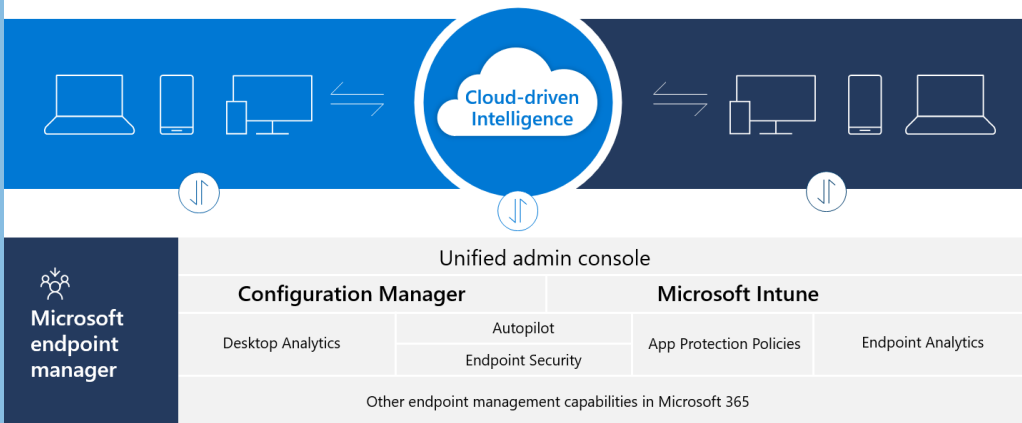 Cloud-driven
Intelligence
Microsoft
endpoint
manager
Unified admin console
Configuration Manager
Microsoft Intune
Desktop Analytics
Autopilot
Endpoint Security
App Protection Policies
Endpoint Analytics
Other endpoint management capabilities in Microsoft 365